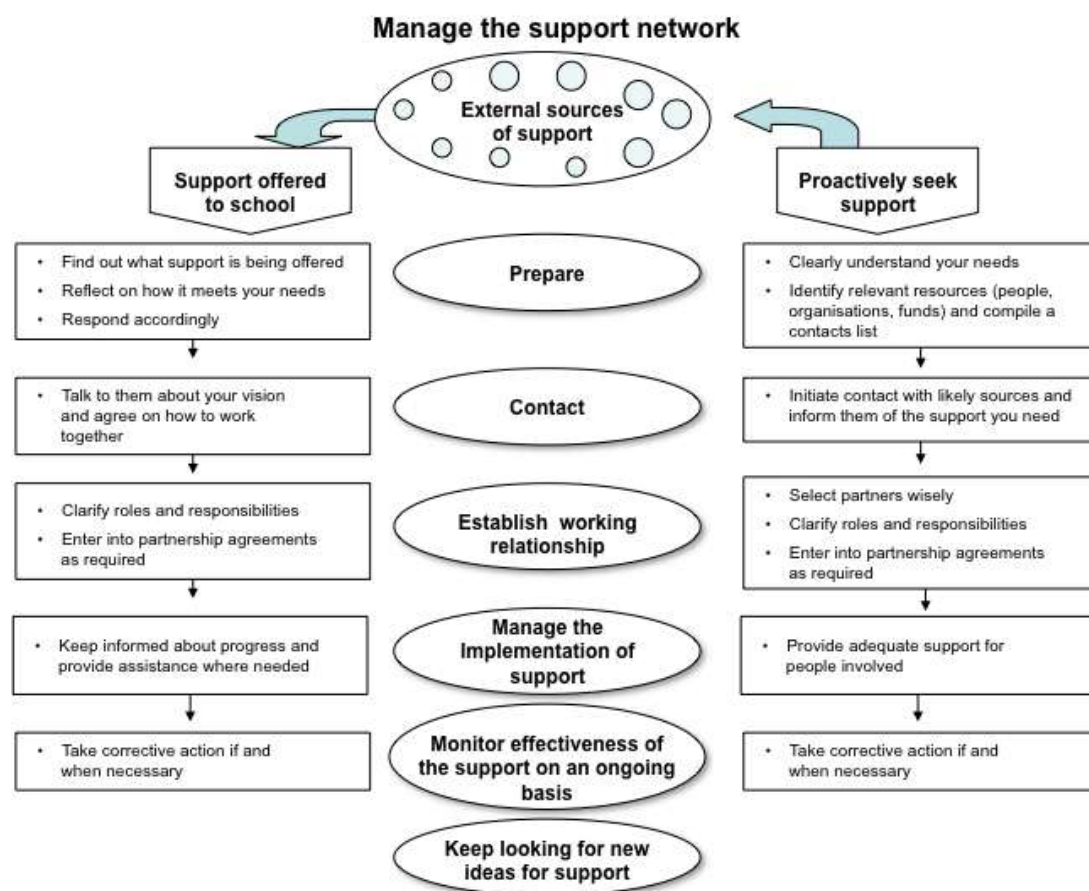 Manage the support network
External sources
of support
Support offered
to school
Proactively seek
support
• Find out what support is being offered
• Reflect on how it meets your needs
• Respond accordingly
Prepare
• Clearly understand your needs
• Identify relevant resources (people,
organisations, funds) and compile a
contacts list
• Talk to them about your vision
and agree on how to work
together
Contact
• Initiate contact with likely sources and
inform them of the support you need
• Clarify roles and responsibilities
• Enter into partnership agreements
as required
Establish working
relationship
• Select partners wisely
• Clarify roles and responsibilities
• Enter into partnership agreements
as required
• Keep informed about progress and
provide assistance where needed
Manage the
Implementation of
support
• Provide adequate support for
people involved
• Take corrective action if and
when necessary
Monitor effectiveness of
the support on an ongoing
basis
• Take corrective action if and
when necessary
Keep looking for new
ideas for support